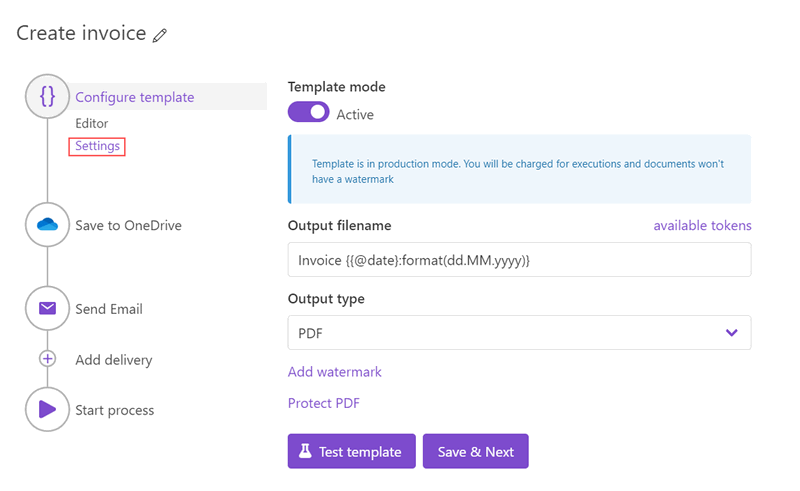 Create invoice
{} Configure template
Editor
Settings
Save to OneDrive
Send Email
Add delivery
Start process
Template mode
Active
Template is in production mode. You will be charged for executions and documents won't
have a watermark
Output filename available tokens
Invoice {{@date}:format(dd.MM.yyyy)}
Output type
PDF
Add watermark
Protect PDF
Test template Save & Next